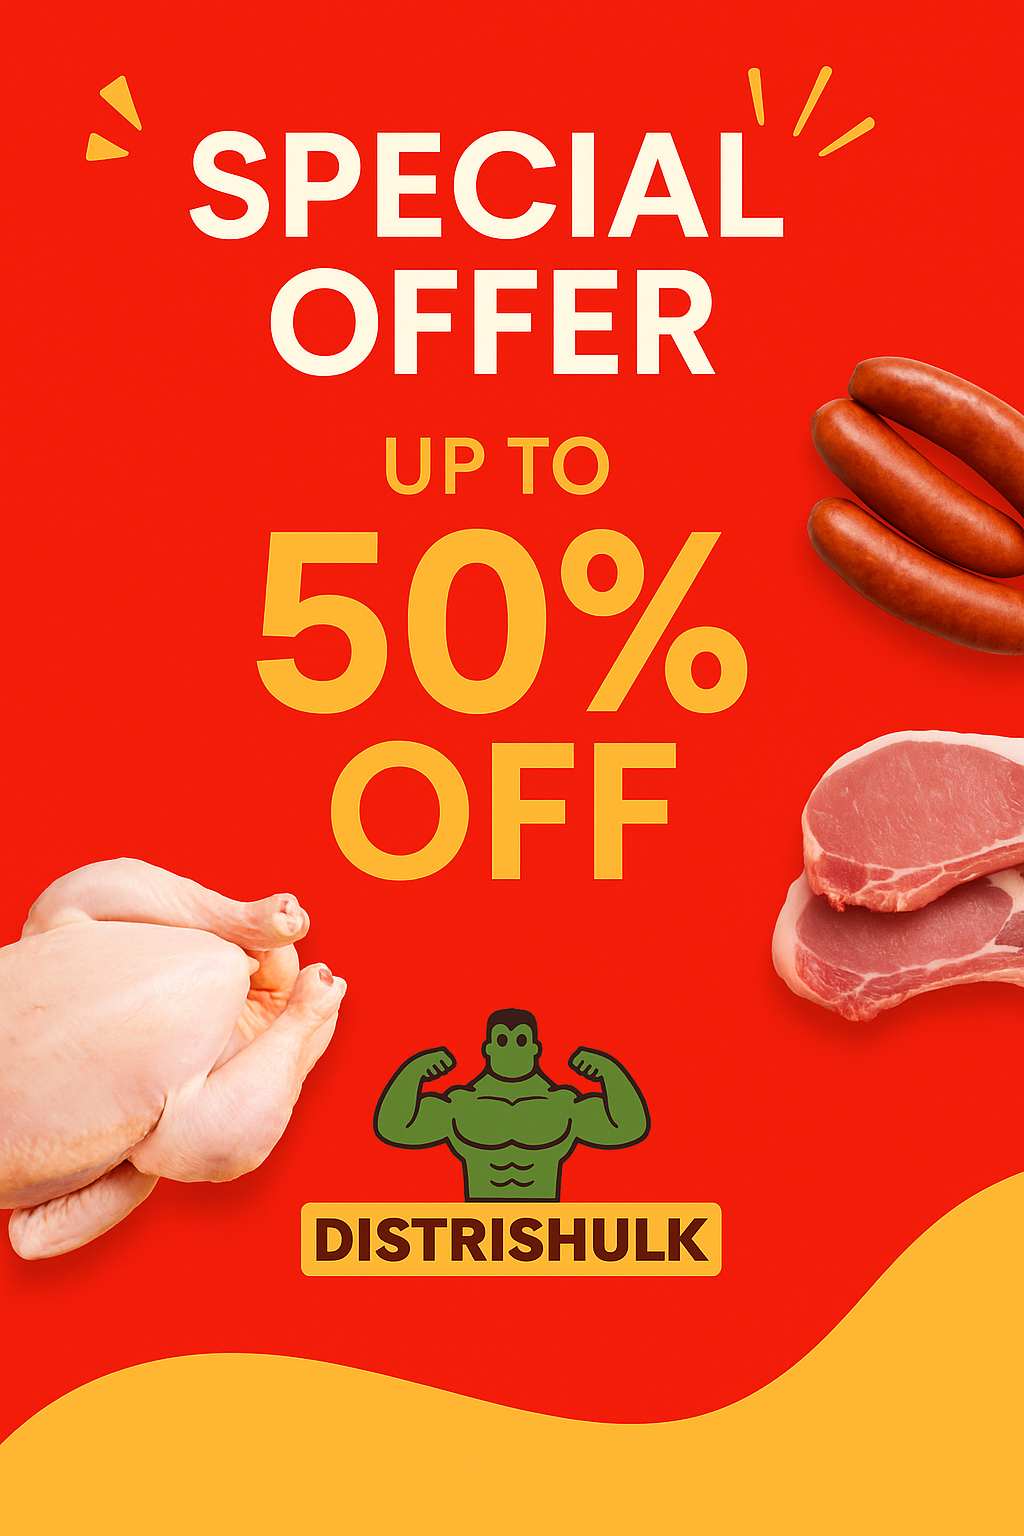 SPECIAL
OFFER
UP TO
50%
OFF
DISTRISHULK